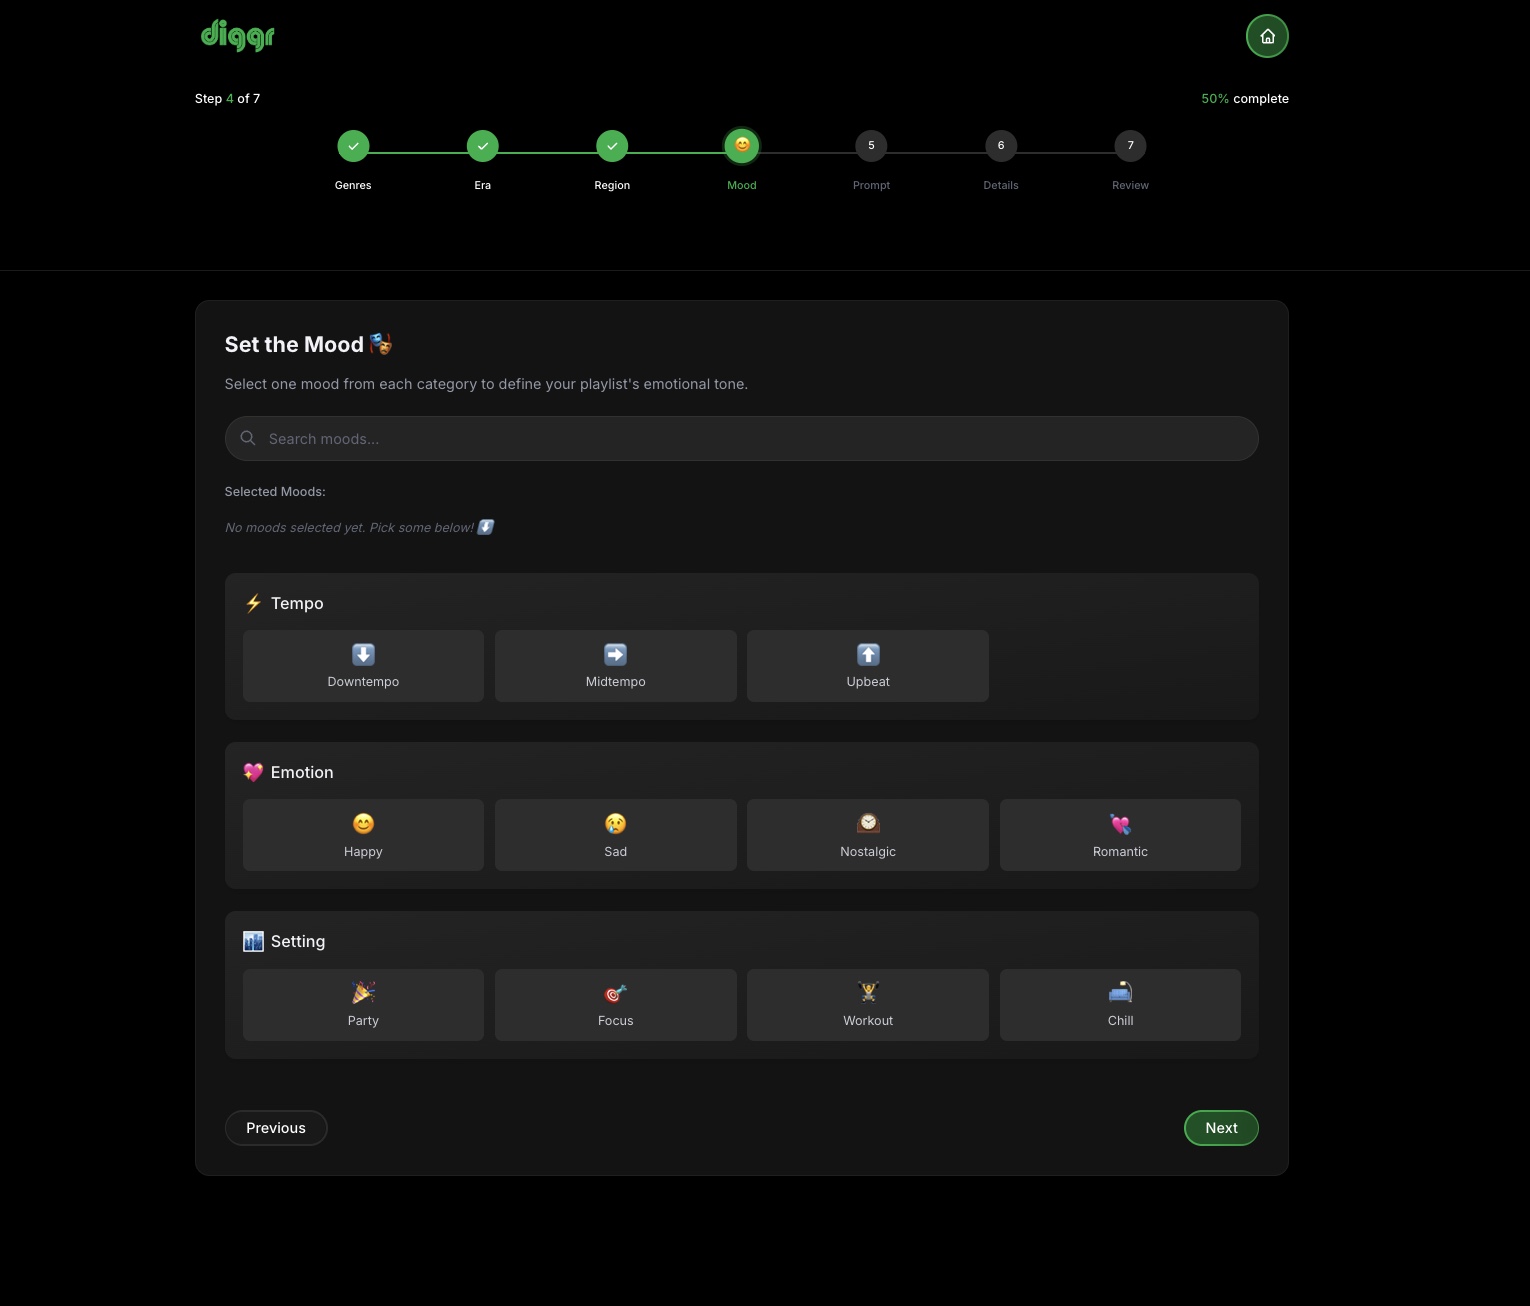 diggr
Step 4 of 7
50% complete
5
6
7
Genres
Era
Region
Mood
Prompt
Details
Review
Set the Mood
Select one mood from each category to define your playlist's emotional tone.
Search moods...
Selected Moods:
No moods selected yet. Pick some below!
Tempo
Downtempo
Midtempo
Upbeat
Emotion
Happy
Sad
Nostalgic
Romantic
Setting
Party
Focus
Workout
Chill
Previous
Next